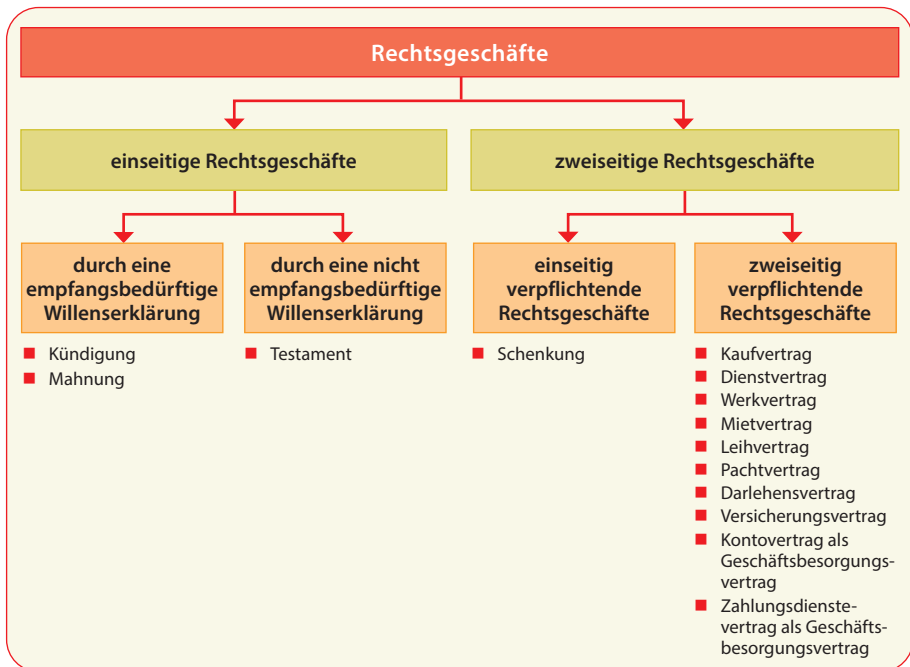 Rechtsgeschäfte
einseitige Rechtsgeschäfte
zweiseitige Rechtsgeschäfte
durch eine
empfangsbedürftige
Willenserklärung
durch eine nicht
empfangsbedürftige
Willenserklärung
einseitig
verpflichtende
Rechtsgeschäfte
zweiseitig
verpflichtende
Rechtsgeschäfte
Kündigung
Mahnung
Testament
Schenkung
Kaufvertrag
Dienstvertrag
Werkvertrag
Mietvertrag
Leihvertrag
Pachtvertrag
Darlehensvertrag
Versicherungsvertrag
Kontovertrag als
Geschäftsbesorgungs-
vertrag
Zahlungsdienste-
vertrag als Geschäfts-
besorgungsvertrag